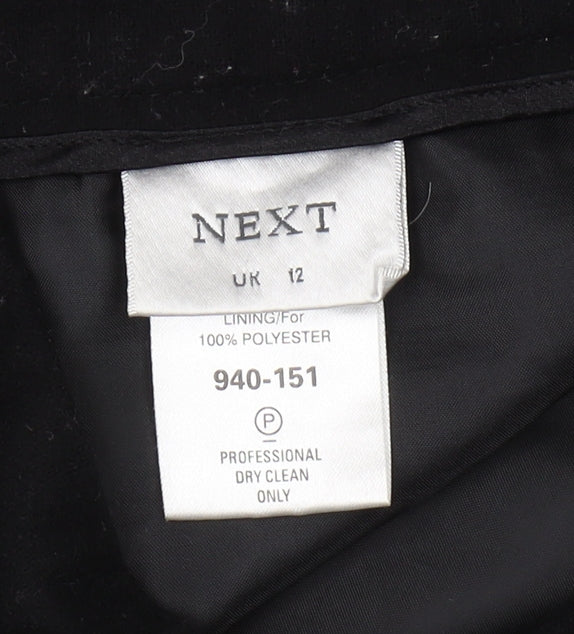 NEXT
UK 12
LINING/For
100% POLYESTER
940-151
P
PROFESSIONAL
DRY CLEAN
ONLY